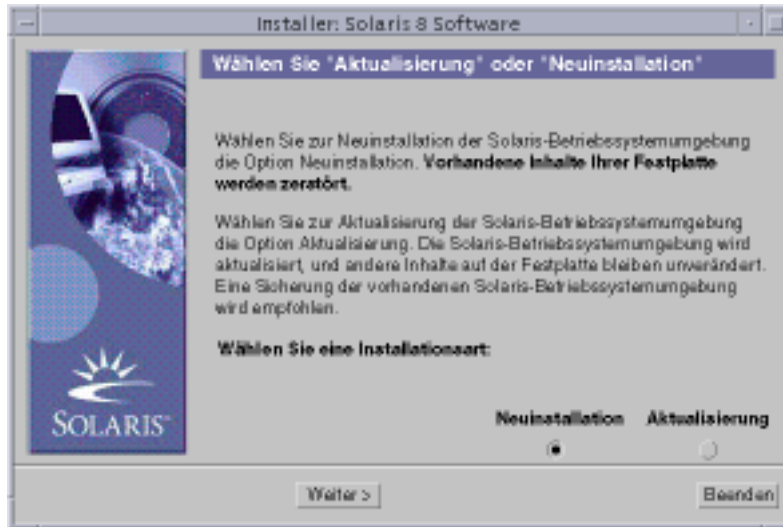 Installer: Solaris 8 Software
Wählen Sie "Aktualisierung" oder "Neuinstallation"
Wählen Sie zur Neuinstallation der Solaris-Betriebssystemumgebung
die Option Neuinstallation. Vorhandene Inhalte Ihrer Festplatte
werden zerstört.
Wählen Sie zur Aktualisierung der Solaris-Betriebssystemumgebung
die Option Aktualisierung. Die Solaris-Betriebssystemumgebung wird
aktualisiert, und andere Inhalte auf der Festplatte bleiben unverändert.
Eine Sicherung der vorhandenen Solaris-Betriebssystemumgebung
wird empfohlen.
Wählen Sie eine Installationsart:
Neuinstallation Aktualisierung
SOLARIS™
Weiter > Beenden